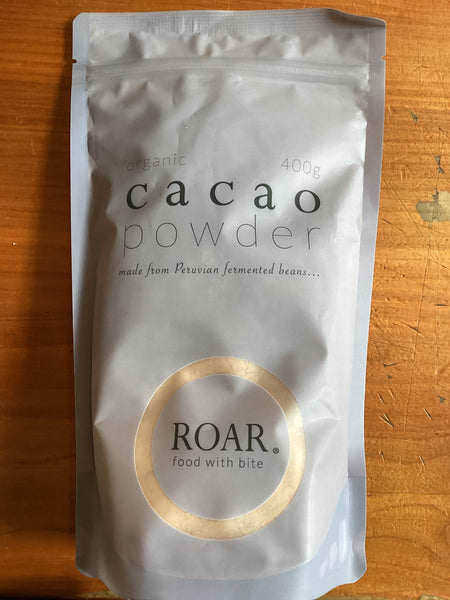 organic 400g
cacao
powder
made from Peruvian fermented beans...
ROAR®
food with bite